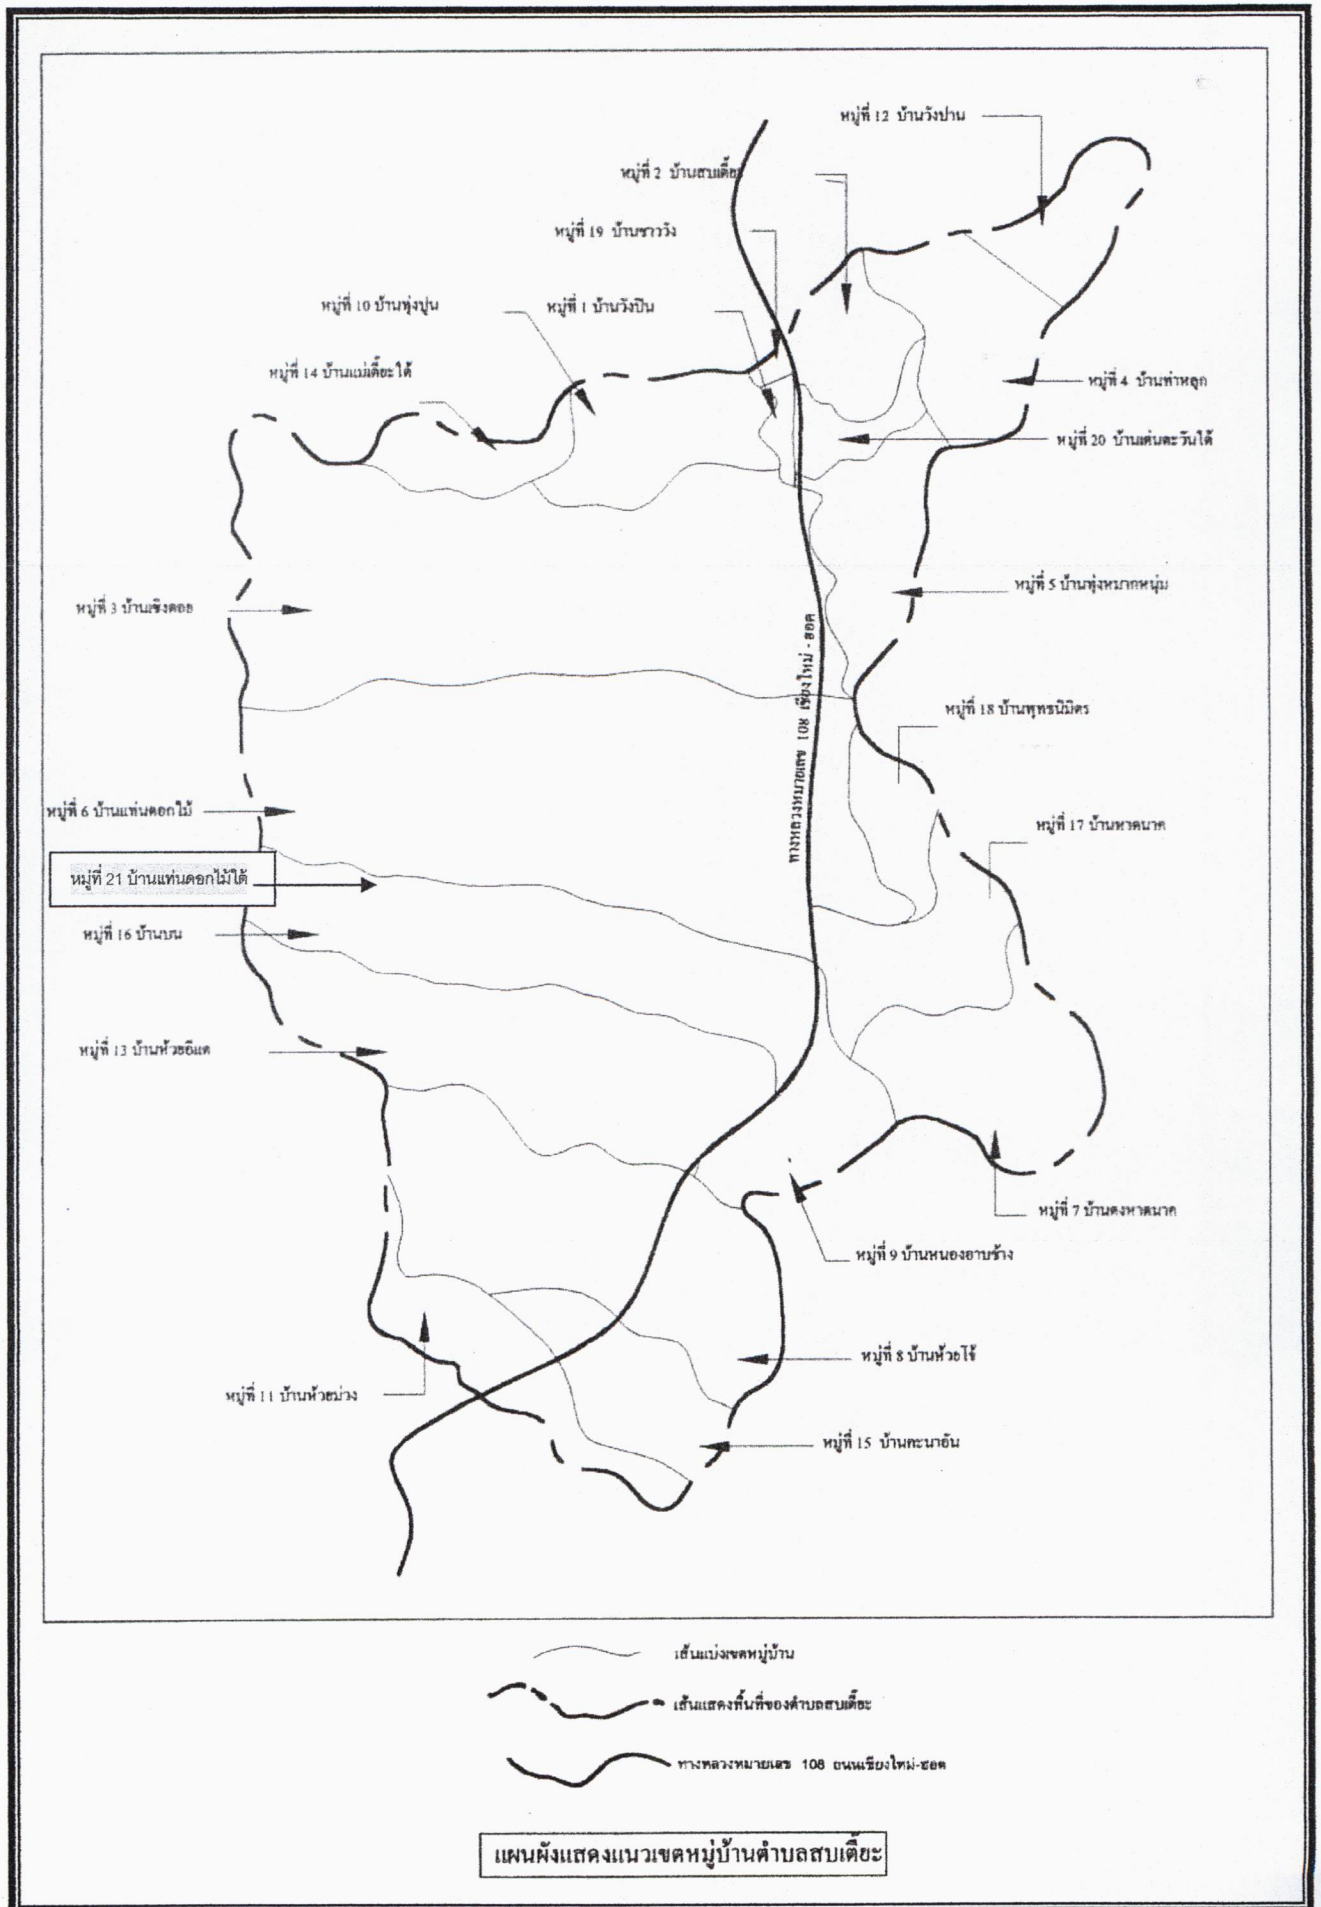 หมู่ที่ 12 บ้านวังปาน
หมู่ที่ 2 บ้านสบเตี๊ยะ
หมู่ที่ 19 บ้านชาววัง
หมู่ที่ 10 บ้านทุ่งปูน
หมู่ที่ 1 บ้านวังปิน
หมู่ที่ 14 บ้านแม่เตี๊ยะใต้
หมู่ที่ 4 บ้านท่าหลุก
หมู่ที่ 20 บ้านเด่นตะวันใต้
หมู่ที่ 5 บ้านทุ่งหมากหนุ่ม
หมู่ที่ 3 บ้านเชิงดอย
ทางหลวงหมายเลข 108 เชียงใหม่ - ฮอด
หมู่ที่ 18 บ้านพุทธนิมิตร
หมู่ที่ 6 บ้านแท่นดอกไม้
หมู่ที่ 17 บ้านหาดนาค
หมู่ที่ 21 บ้านแท่นดอกไม้ใต้
หมู่ที่ 16 บ้านบน
หมู่ที่ 13 บ้านห้วยอีแต
หมู่ที่ 7 บ้านดงหาดนาค
หมู่ที่ 9 บ้านหนองอาบช้าง
หมู่ที่ 8 บ้านห้วยโจ้
หมู่ที่ 11 บ้านห้วยม่วง
หมู่ที่ 15 บ้านตะนาอัน
เส้นแบ่งเขตหมู่บ้าน
เส้นแสดงพื้นที่ของตำบลสบเตี๊ยะ
ทางหลวงหมายเลข 108 ถนนเชียงใหม่-ฮอด
แผนผังแสดงแนวเขตหมู่บ้านตำบลสบเตี๊ยะ